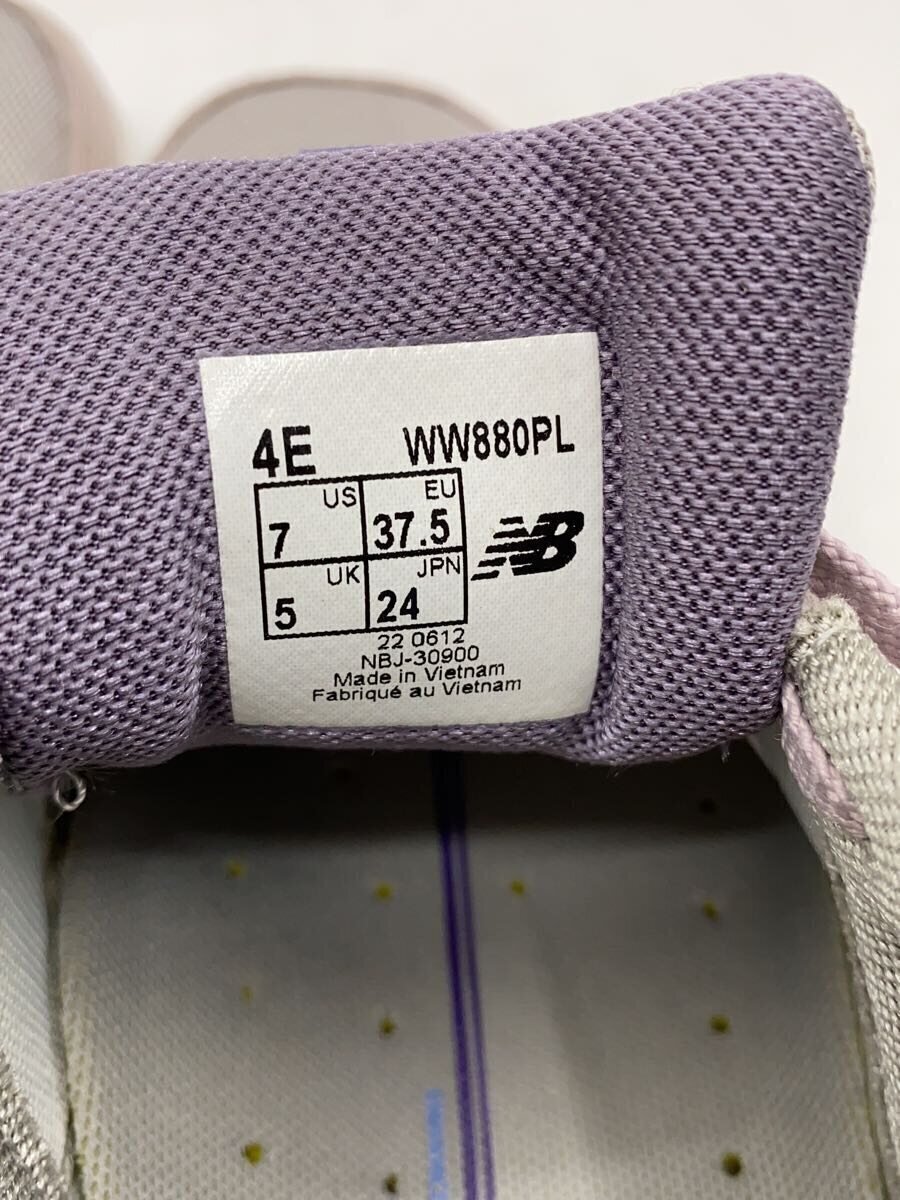 4E WW880PL
US EU
7 37.5
UK JPN
5 24
NB
22 0612
NBJ-30900
Made in Vietnam
Fabriqué au Vietnam